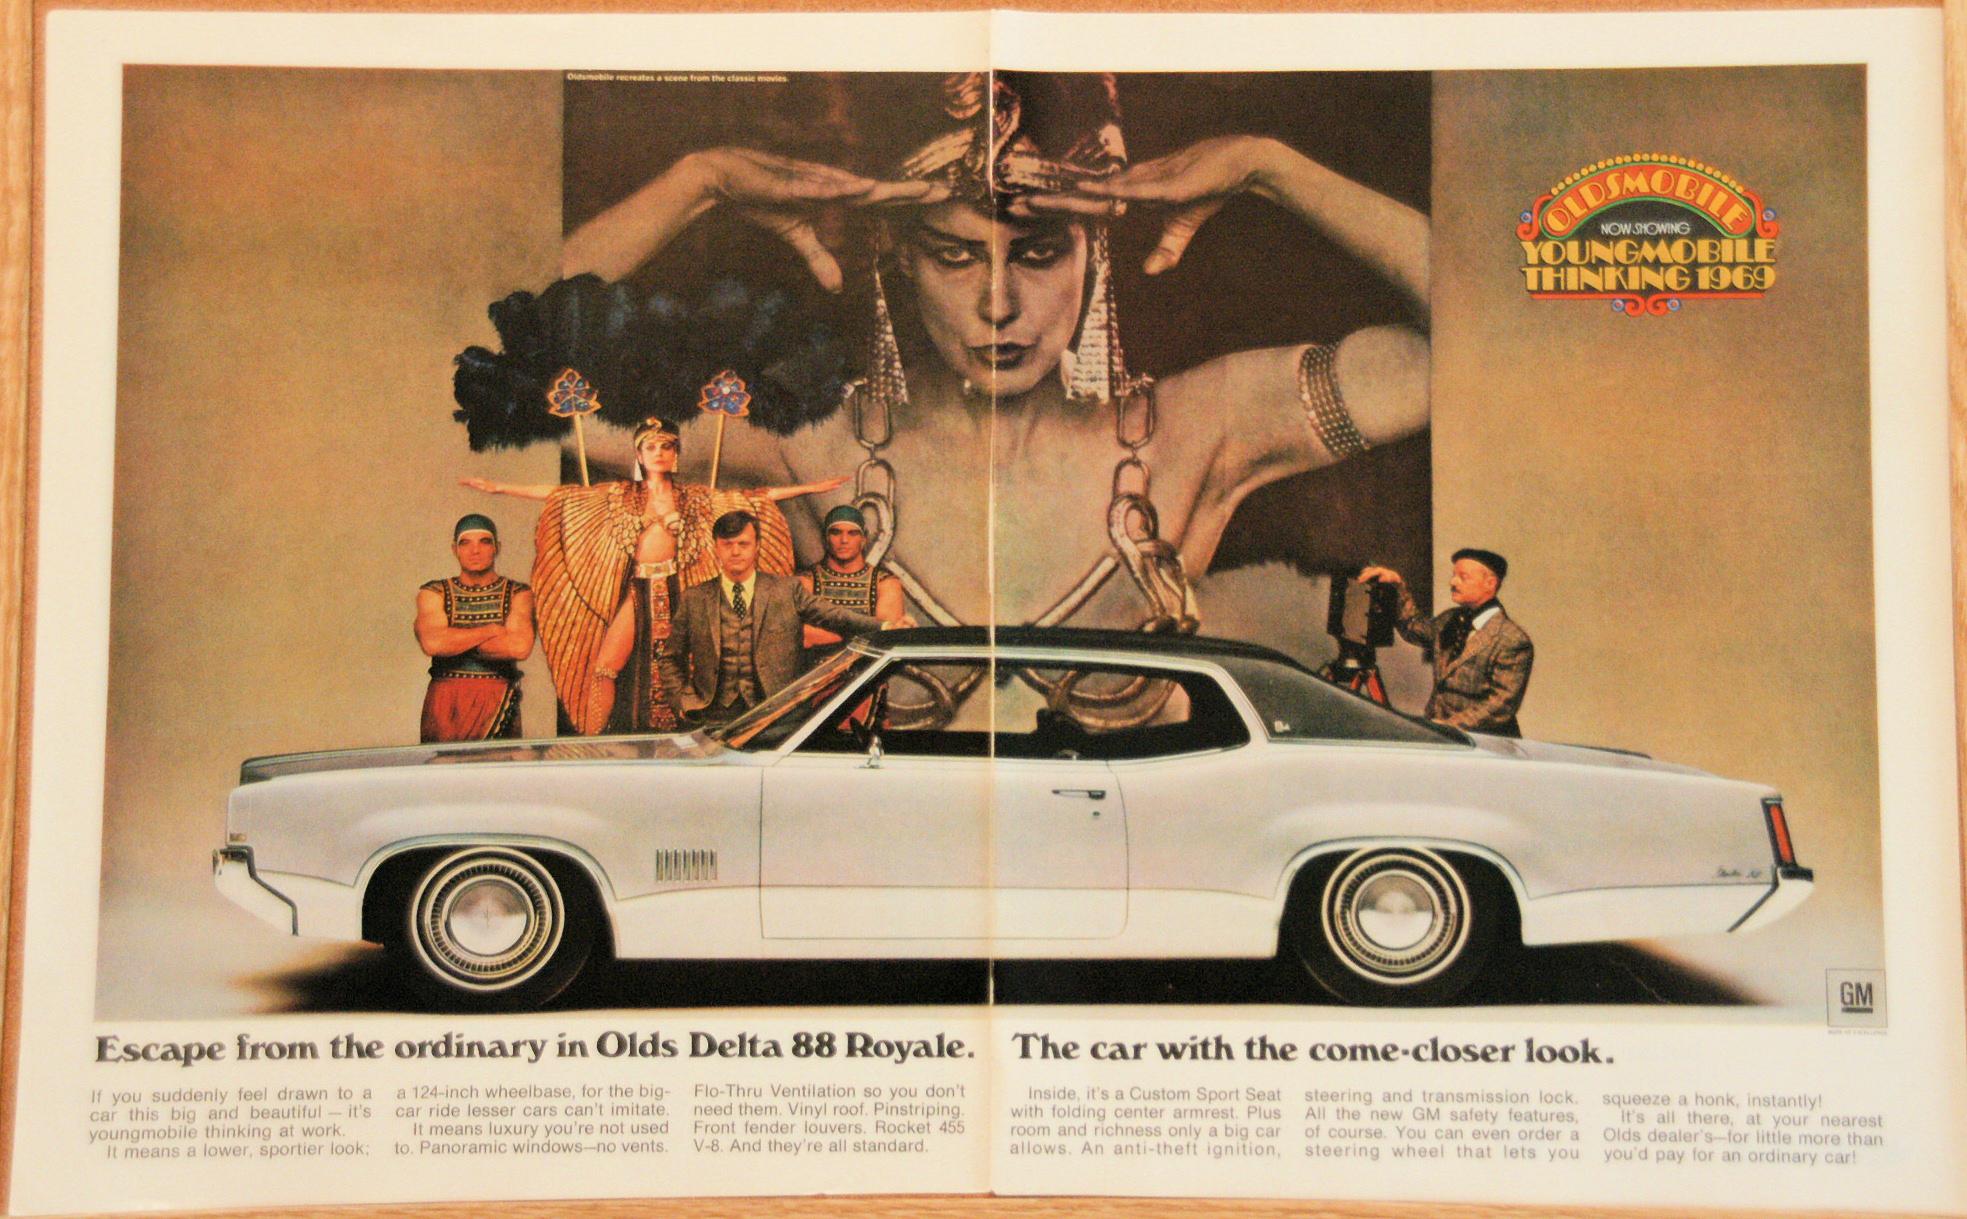 Oldsmobile recreates a scene from the classic movies.
OLDSMOBILE
NOW SHOWING
YOUNGMOBILE
THINKING 1969
GM
Escape from the ordinary in Olds Delta 88 Royale. The car with the come-closer look.
If you suddenly feel drawn to a
car this big and beautiful — it's
youngmobile thinking at work.
It means a lower, sportier look;
a 124-inch wheelbase, for the big-
car ride lesser cars can't imitate.
It means luxury you're not used
to. Panoramic windows—no vents.
Flo-Thru Ventilation so you don't
need them. Vinyl roof. Pinstriping.
Front fender louvers. Rocket 455
V-8. And they're all standard.
Inside, it's a Custom Sport Seat
with folding center armrest. Plus
room and richness only a big car
allows. An anti-theft ignition,
steering and transmission lock.
All the new GM safety features,
of course. You can even order a
steering wheel that lets you
squeeze a honk, instantly!
It's all there, at your nearest
Olds dealer's—for little more than
you'd pay for an ordinary car!